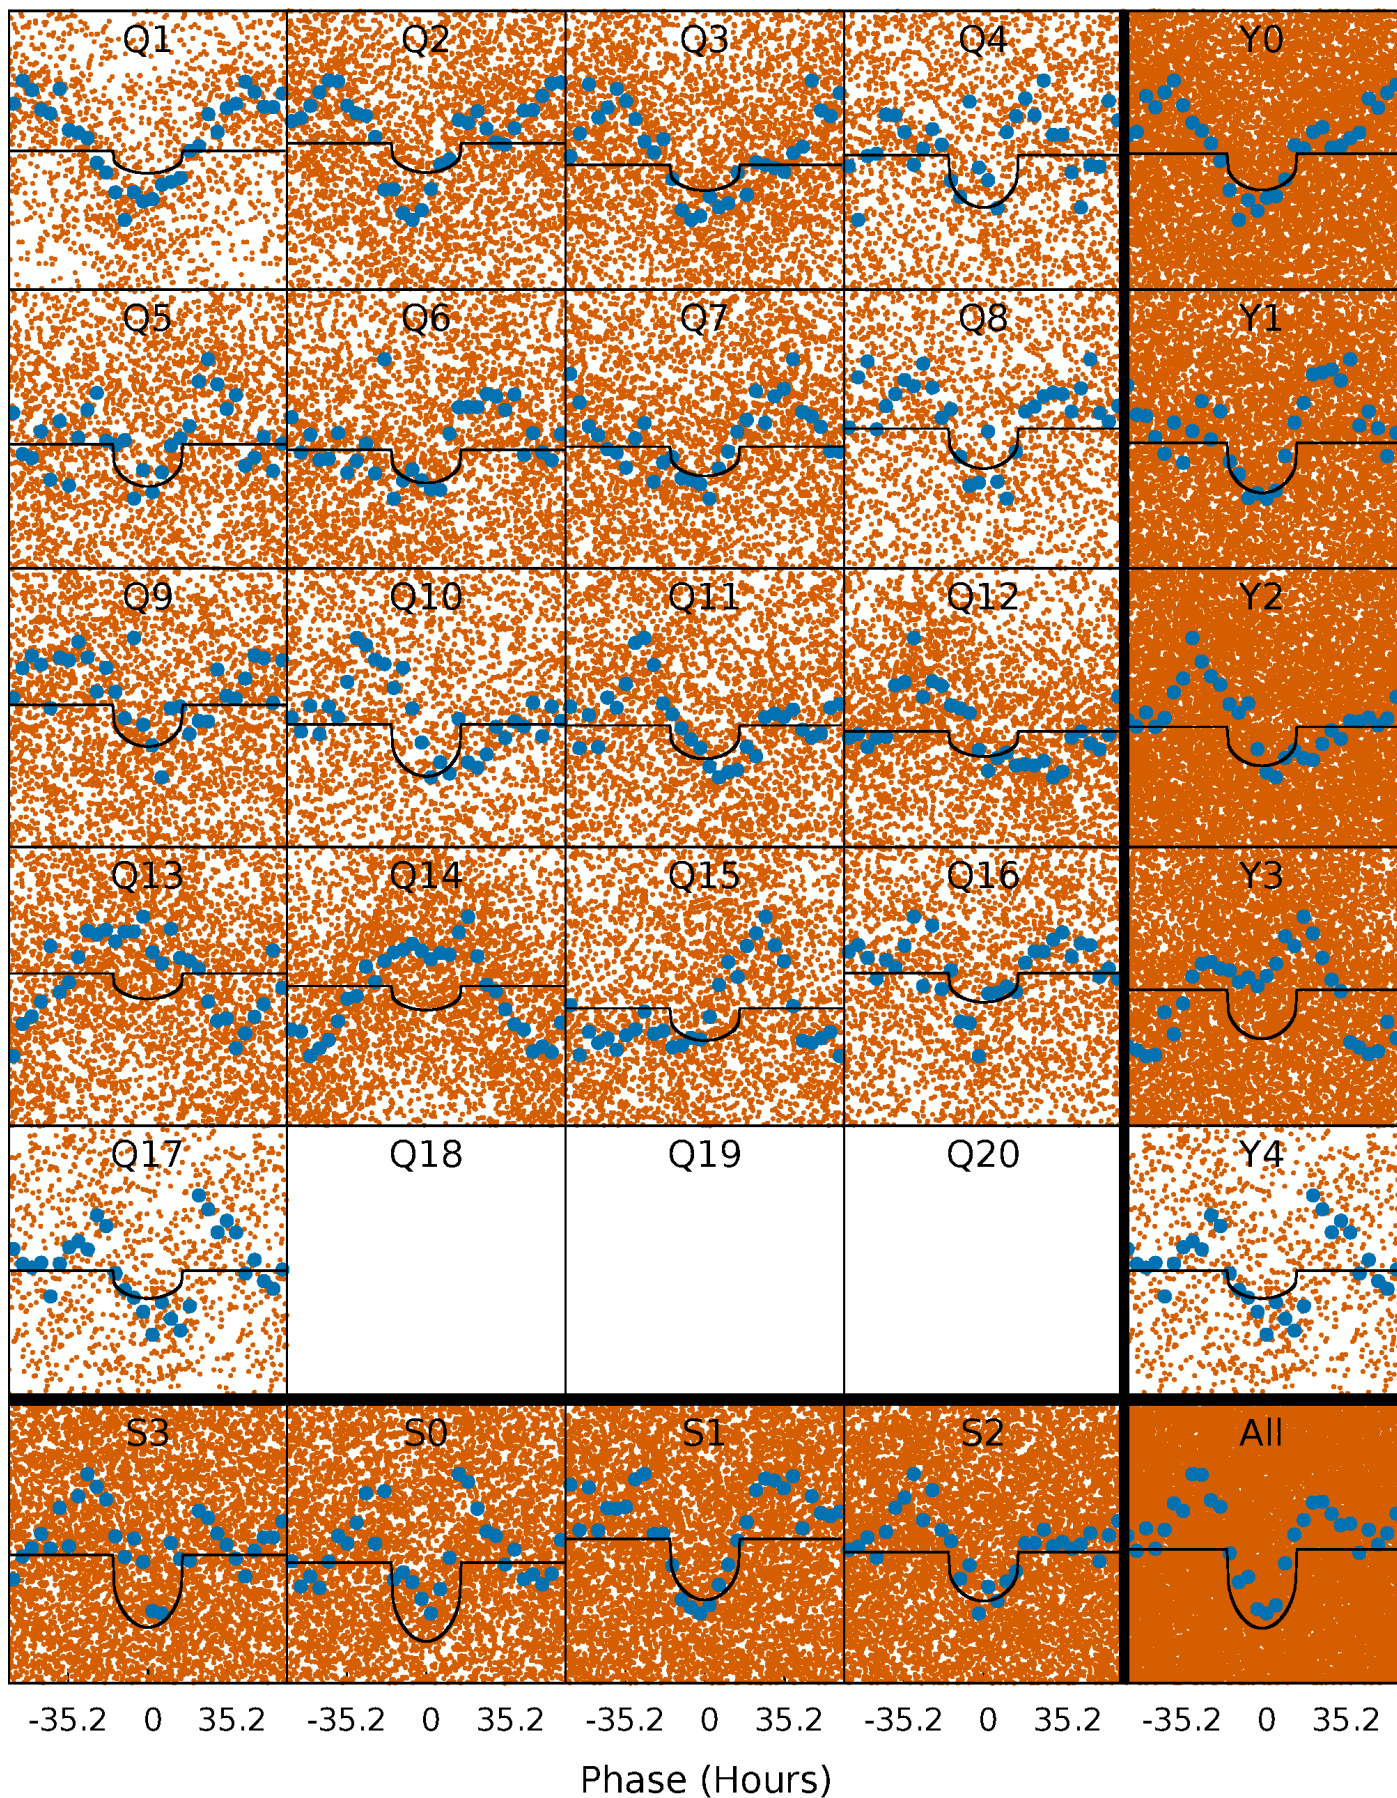 Q1 Q2 Q3 Q4 Y0
Q5 Q6 Q7 Q8 Y1
Q9 Q10 Q11 Q12 Y2
Q13 Q14 Q15 Q16 Y3
Q17 Q18 Q19 Q20 Y4
S3 S0 S1 S2 All
-35.2 0 35.2 -35.2 0 35.2 -35.2 0 35.2 -35.2 0 35.2 -35.2 0 35.2
Phase (Hours)